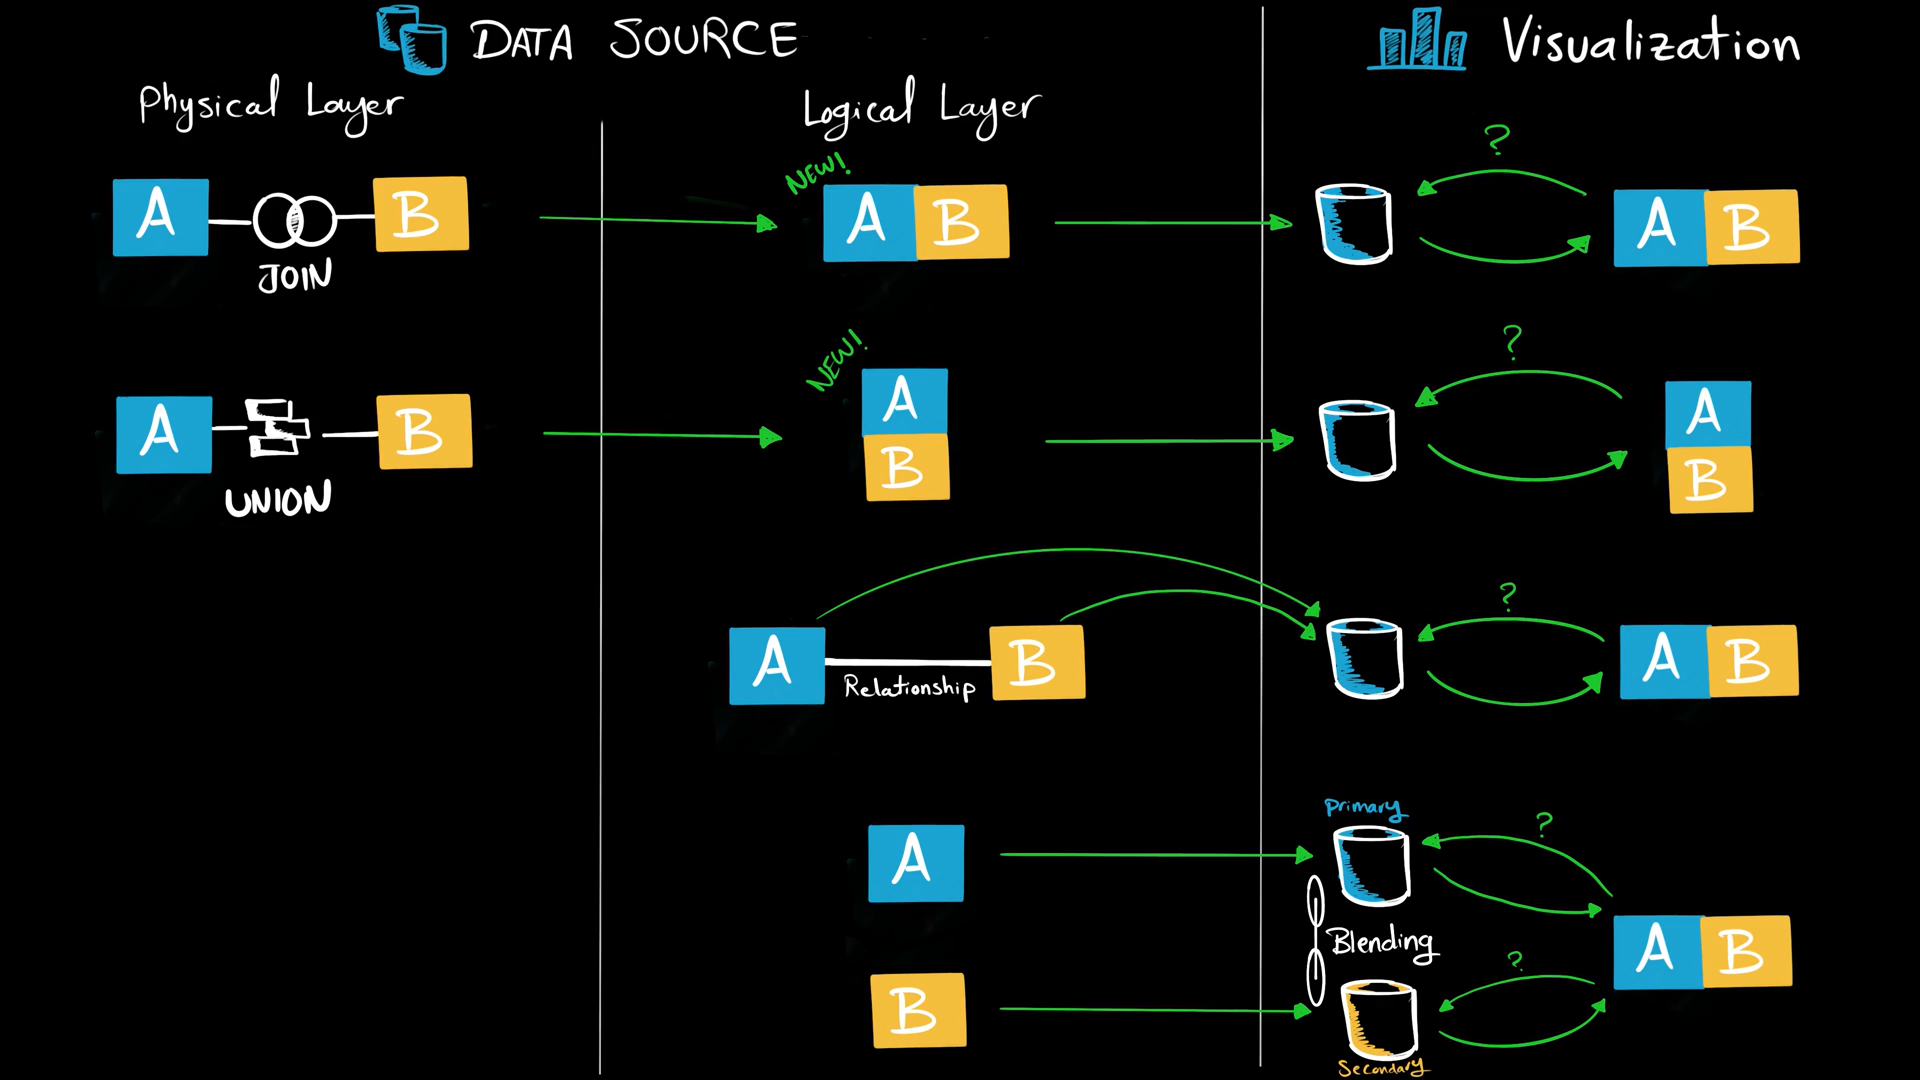 DATA SOURCE
Visualization
Physical Layer
Logical Layer
NEW!
?
A
B
A B
A B
JOIN
NEW!
?
A
B
A
B
A
B
UNION
?
A
B
A B
Relationship
Primary
?
A
A B
Blending
?
B
Secondary